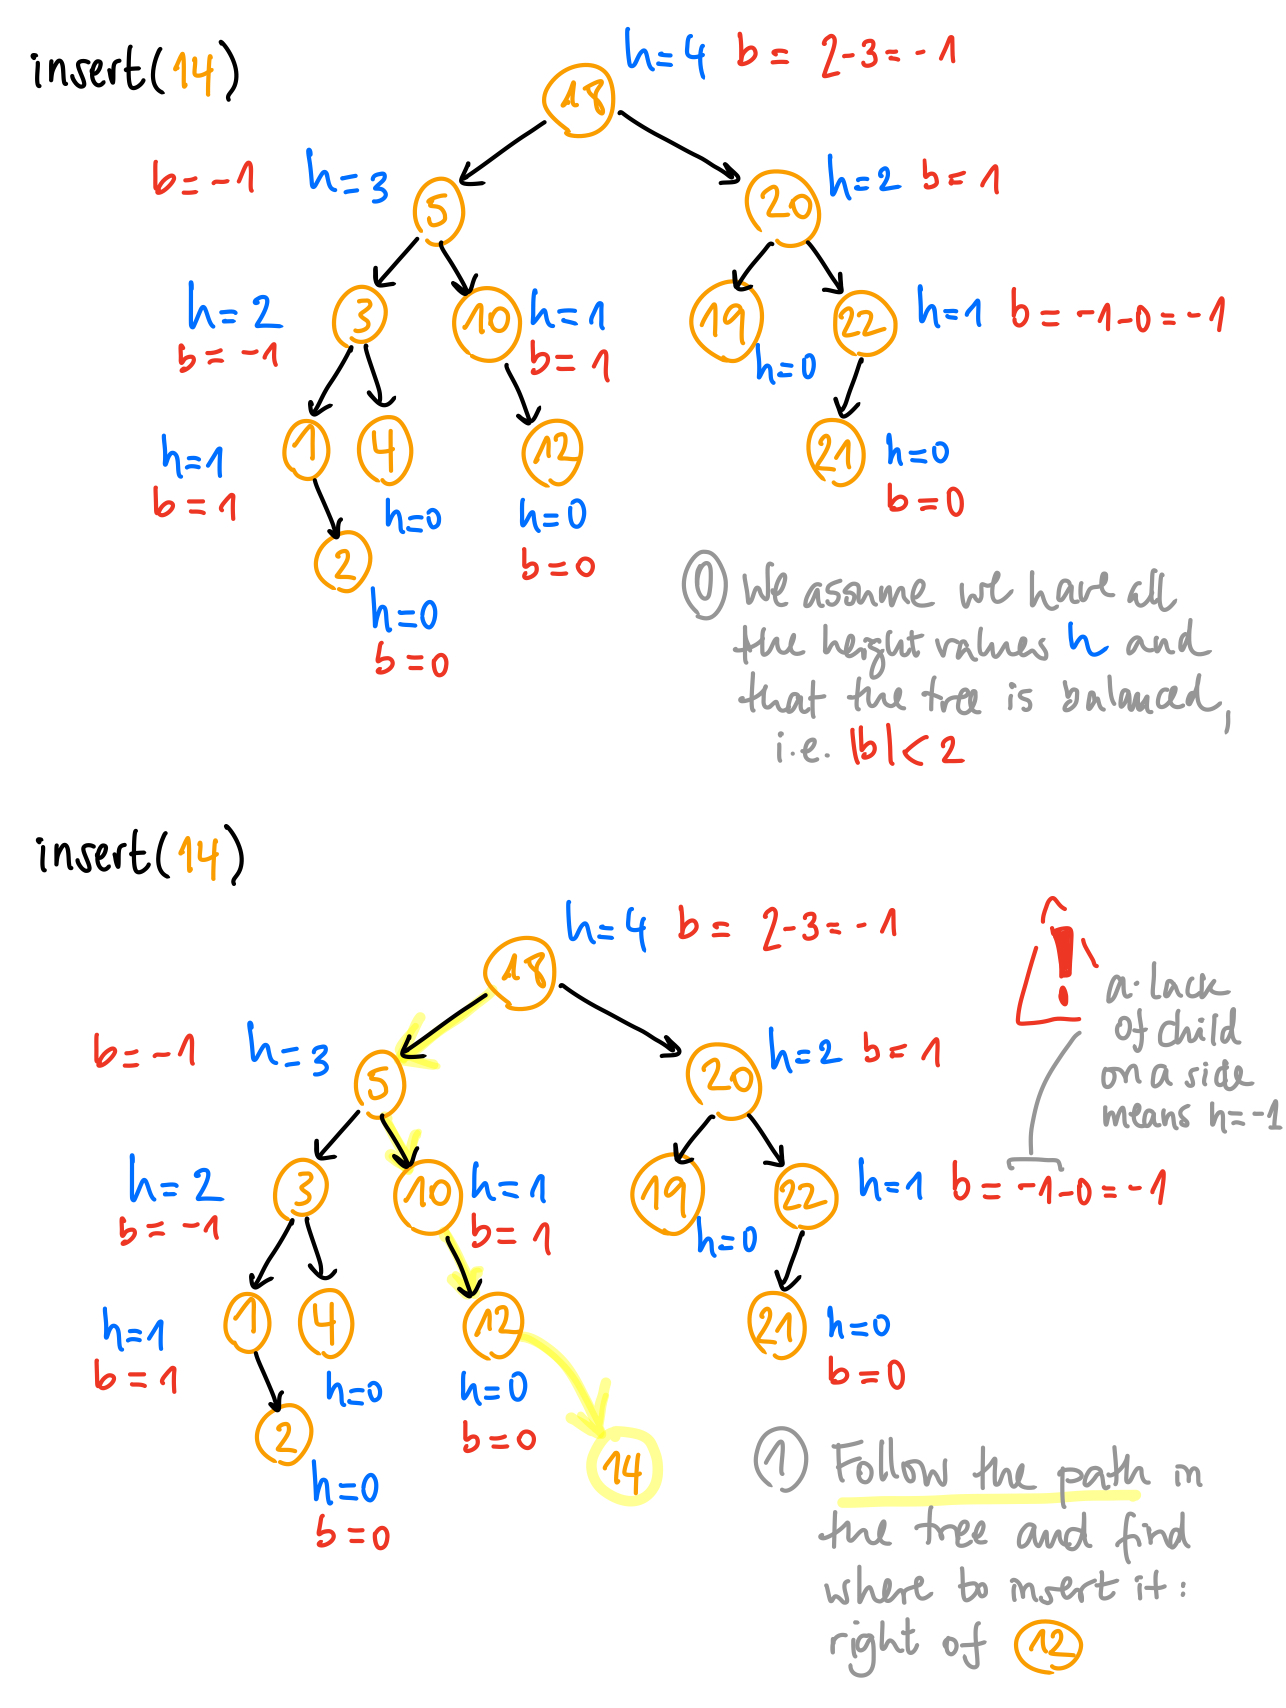 insert(14)
h=4 b= 2-3=-1
18
b=-1 h=3
5
20
h=2 b=1
h=2
b=-1
3
10
h=1
b=1
19
h=0
22
h=1 b=-1-0=-1
h=1
b=1
1
4
h=0
12
h=0
b=0
21
h=0
b=0
2
h=0
b=0
0 We assume we have all
the height values h and
that the tree is balanced,
i.e. |b|<2
insert(14)
h=4 b= 2-3=-1
18
!
a lack
of child
on a side
means h=-1
b=-1 h=3
5
20
h=2 b=1
h=2
b=-1
3
10
h=1
b=1
19
h=0
22
h=1 b=-1-0=-1
h=1
b=1
1
4
h=0
12
h=0
b=0
21
h=0
b=0
2
h=0
b=0
14
1 Follow the path in
the tree and find
where to insert it:
right of 12